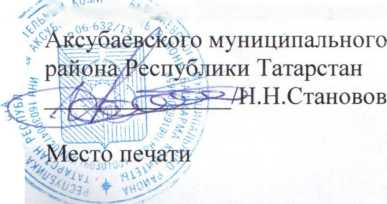 Аксубаевского муниципального
района Республики Татарстан
Н.Н.Становов
Место печати